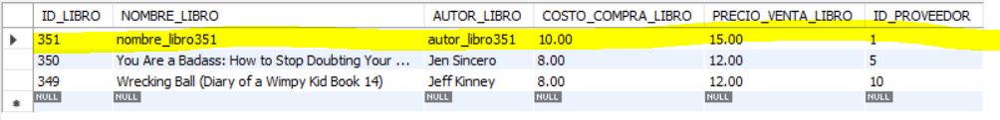 ID_LIBRO NOMBRE_LIBRO AUTOR_LIBRO COSTO_COMPRA_LIBRO PRECIO_VENTA_LIBRO ID_PROVEEDOR
351 nombre_libro351 autor_libro351 10.00 15.00 1
350 You Are a Badass: How to Stop Doubting Your ... Jen Sincero 8.00 12.00 5
349 Wrecking Ball (Diary of a Wimpy Kid Book 14) Jeff Kinney 8.00 12.00 10
NULL NULL NULL NULL NULL NULL